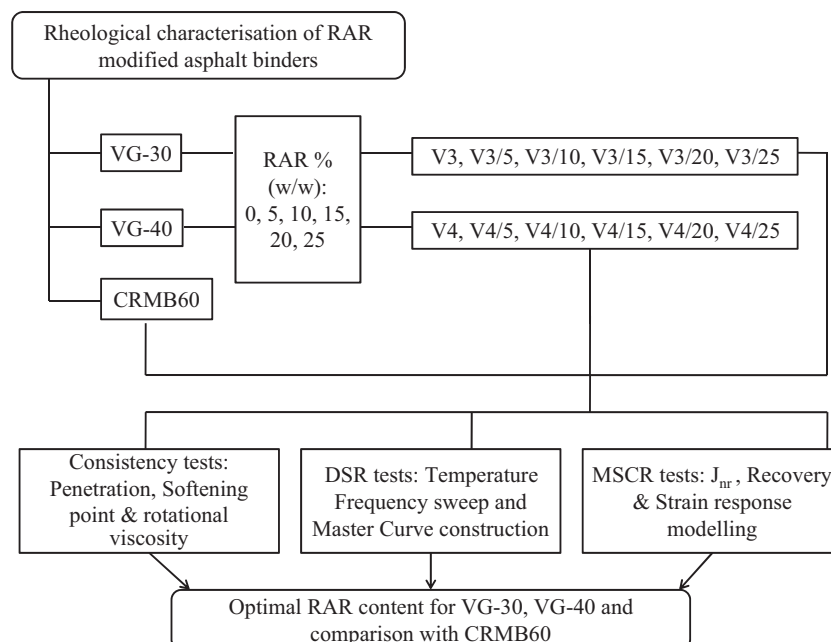 Rheological characterisation of RAR
modified asphalt binders
VG-30
VG-40
CRMB60
RAR %
(w/w):
0, 5, 10, 15,
20, 25
V3, V3/5, V3/10, V3/15, V3/20, V3/25
V4, V4/5, V4/10, V4/15, V4/20, V4/25
Consistency tests:
Penetration, Softening
point & rotational
viscosity
DSR tests: Temperature
Frequency sweep and
Master Curve construction
MSCR tests: Jnr , Recovery
& Strain response
modelling
Optimal RAR content for VG-30, VG-40 and
comparison with CRMB60